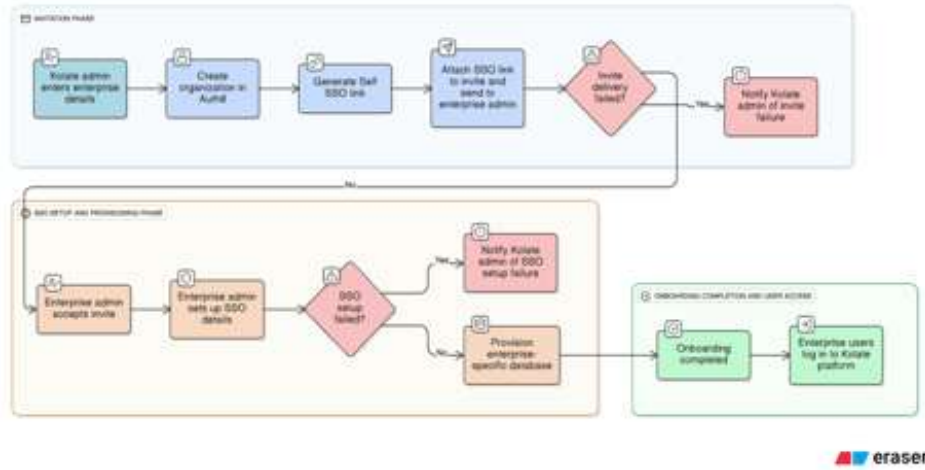 INVITATION PHASE
Kolate admin
enters enterprise
details
Create
organization in
Auth0
Generate Self
SSO link
Attach SSO link
to invite and
send to
enterprise admin
Invite
delivery
failed?
Yes
Notify Kolate
admin of invite
failure
No
SSO SETUP AND PROVISIONING PHASE
Enterprise admin
accepts invite
Enterprise admin
sets up SSO
details
SSO
setup
failed?
Yes
Notify Kolate
admin of SSO
setup failure
No
Provision
enterprise-
specific database
ONBOARDING COMPLETION AND USER ACCESS
Onboarding
completed
Enterprise users
log in to Kolate
platform
eraser